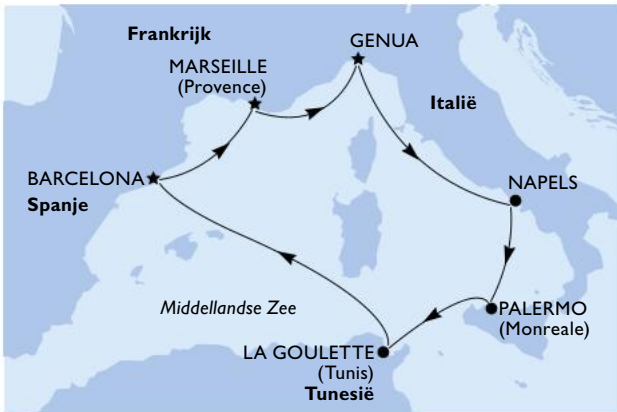 Frankrijk
GENUA
MARSEILLE
(Provence)
Italië
BARCELONA
Spanje
NAPELS
Middellandse Zee
PALERMO
(Monreale)
LA GOULETTE
(Tunis)
Tunesië